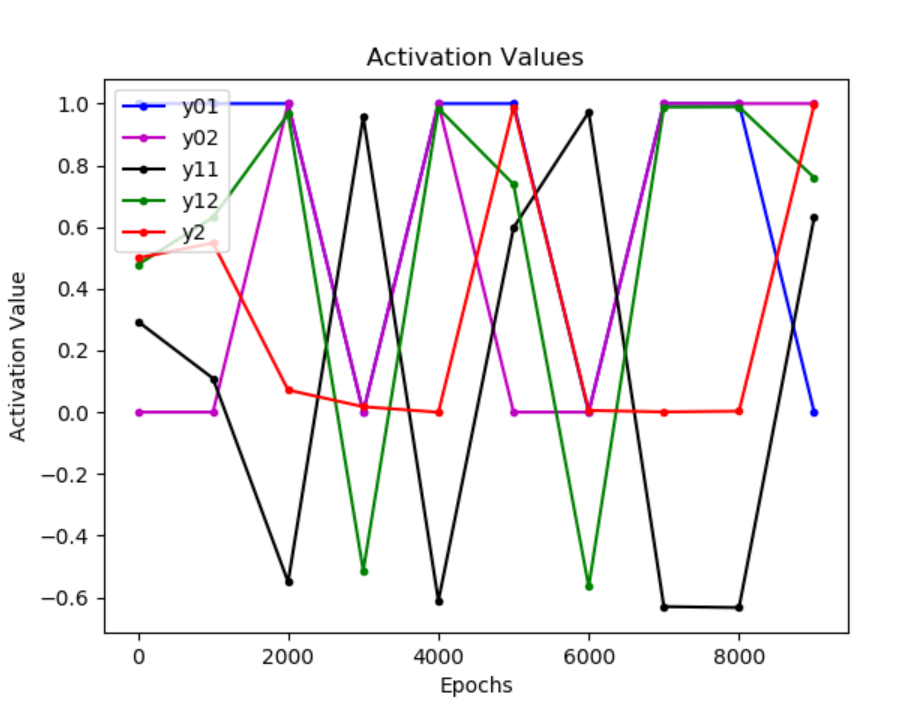 Activation Values
1.0
0.8
0.6
0.4
0.2
0.0
−0.2
−0.4
−0.6
Activation Value
y01
y02
y11
y12
y2
0 2000 4000 6000 8000
Epochs